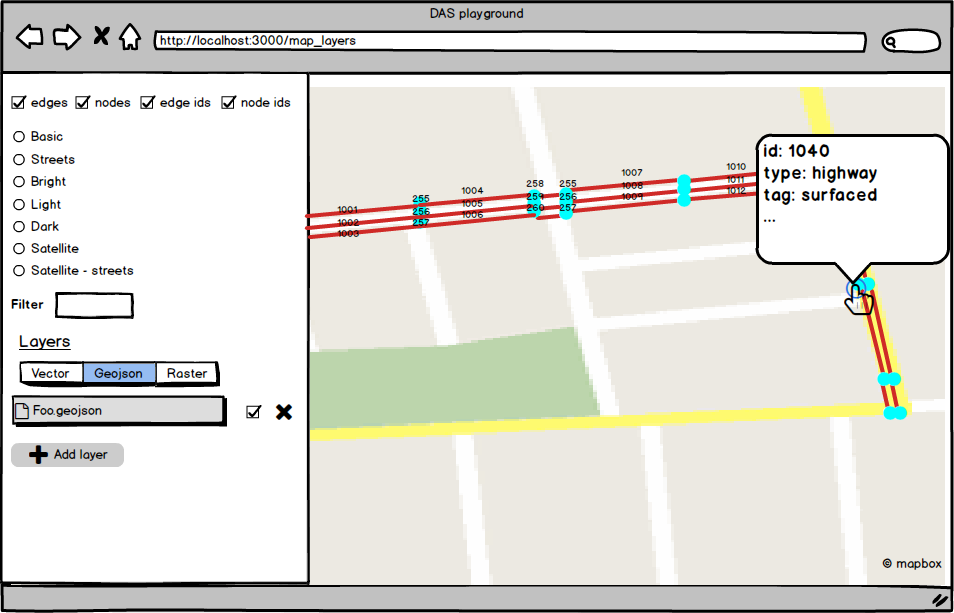 DAS playground
http://localhost:3000/map_layers
edges nodes edge ids node ids
Basic
Streets
Bright
Light
Dark
Satellite
Satellite - streets
Filter
Layers
Vector Geojson Raster
Foo.geojson
Add layer
1001 255 1004 258 255 1007 1010
1002 256 1005 259 256 1008 1011
1003 257 1006 260 257 1009 1012
id: 1040
type: highway
tag: surfaced
...
© mapbox